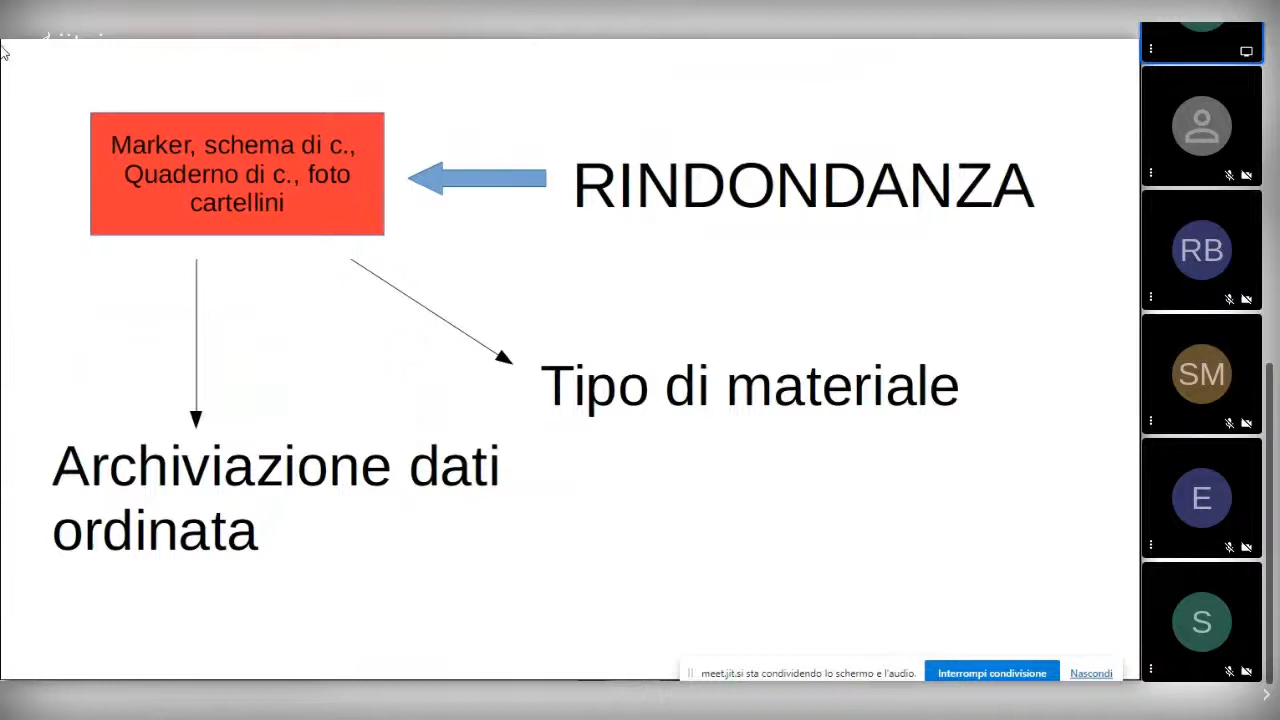 Marker, schema di c.,
Quaderno di c., foto
cartellini
RINDONDANZA
Tipo di materiale
Archiviazione dati
ordinata
RB
SM
E
S
meet.jit.si sta condividendo lo schermo e l'audio.
Interrompi condivisione
Nascondi